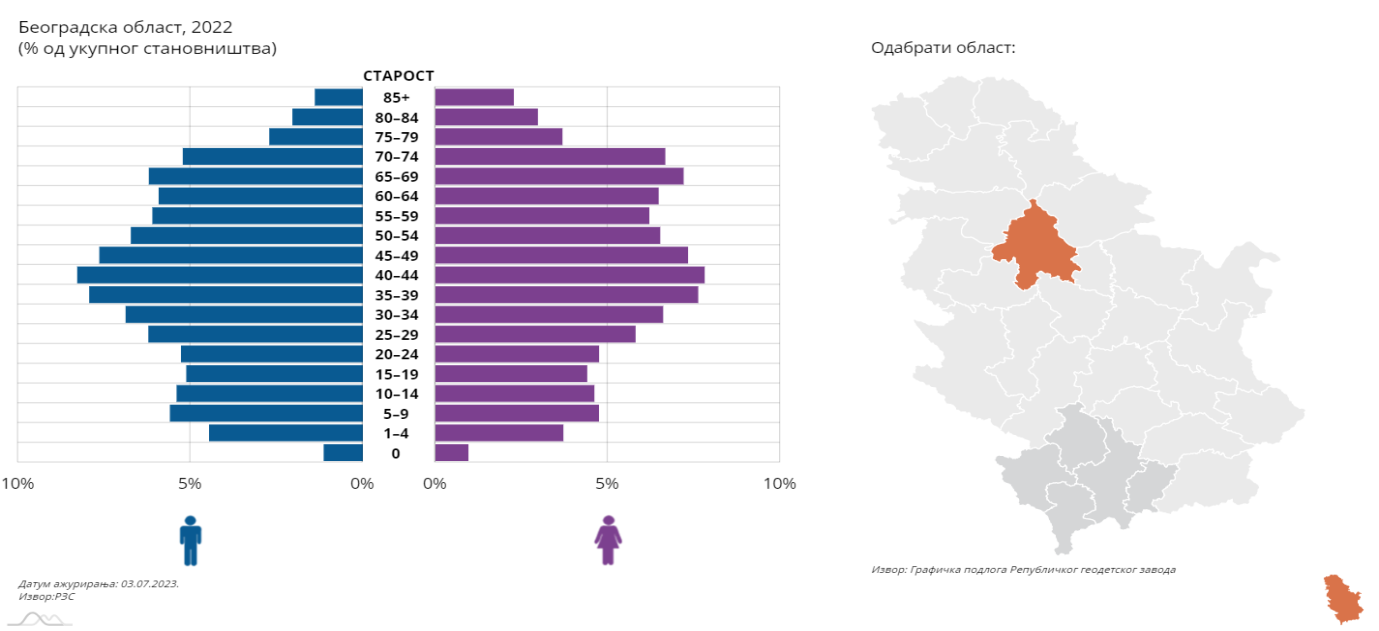 Београдска област, 2022
(% од укупног становништва)
Одабрати област:
СТАРОСТ
85+
80–84
75–79
70–74
65–69
60–64
55–59
50–54
45–49
40–44
35–39
30–34
25–29
20–24
15–19
10–14
5–9
1–4
0
10% 5% 0% 0% 5% 10%
Датум ажурирања: 03.07.2023.
Извор:РЗС
Извор: Графичка подлога Републичког геодетског завода